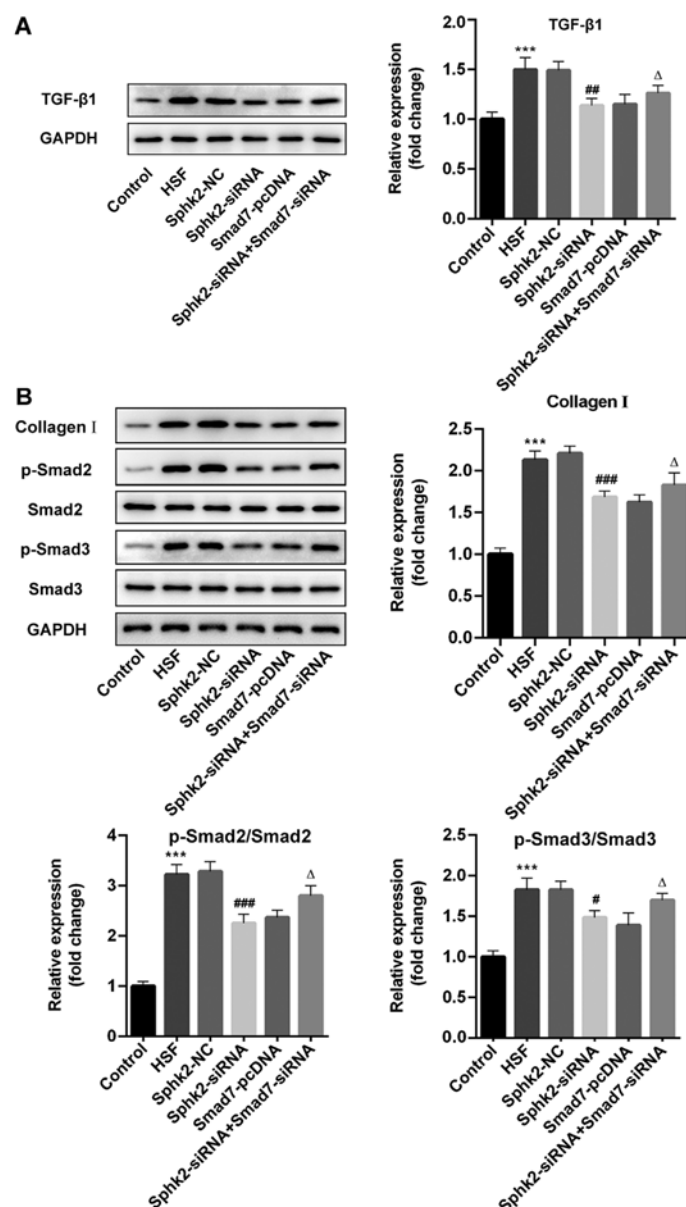 A
TGF-β1
GAPDH
Control
HSF
Sphk2-NC
Sphk2-siRNA
Smad7-pcDNA
Sphk2-siRNA+Smad7-siRNA
TGF-β1
Relative expression
(fold change)
2.0
1.5
1.0
0.5
0.0
***
##
Δ
Control
HSF
Sphk2-NC
Sphk2-siRNA
Smad7-pcDNA
Sphk2-siRNA+Smad7-siRNA
B
Collagen I
p-Smad2
Smad2
p-Smad3
Smad3
GAPDH
Control
HSF
Sphk2-NC
Sphk2-siRNA
Smad7-pcDNA
Sphk2-siRNA+Smad7-siRNA
Collagen I
Relative expression
(fold change)
2.5
2.0
1.5
1.0
0.5
0.0
***
###
Δ
Control
HSF
Sphk2-NC
Sphk2-siRNA
Smad7-pcDNA
Sphk2-siRNA+Smad7-siRNA
p-Smad2/Smad2
Relative expression
(fold change)
4
3
2
1
0
***
###
Δ
Control
HSF
Sphk2-NC
Sphk2-siRNA
Smad7-pcDNA
Sphk2-siRNA+Smad7-siRNA
p-Smad3/Smad3
Relative expression
(fold change)
2.5
2.0
1.5
1.0
0.5
0.0
***
#
Δ
Control
HSF
Sphk2-NC
Sphk2-siRNA
Smad7-pcDNA
Sphk2-siRNA+Smad7-siRNA